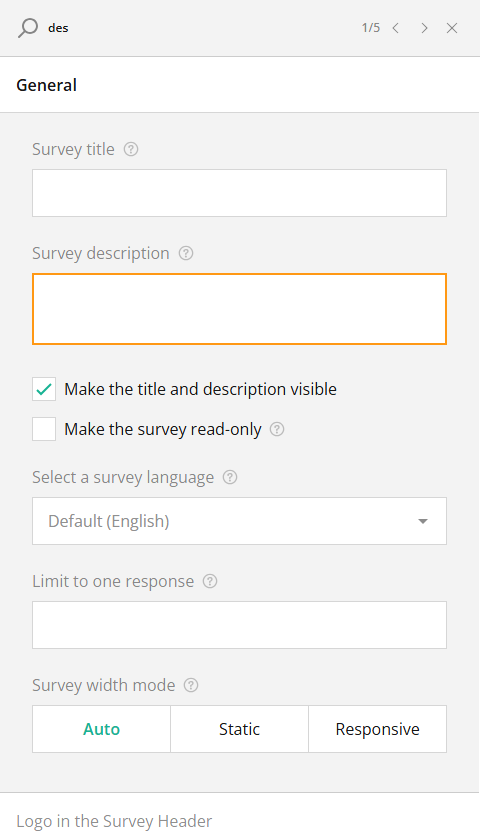 des 1/5
General
Survey title
Survey description
Make the title and description visible
Make the survey read-only
Select a survey language
Default (English)
Limit to one response
Survey width mode
Auto Static Responsive
Logo in the Survey Header